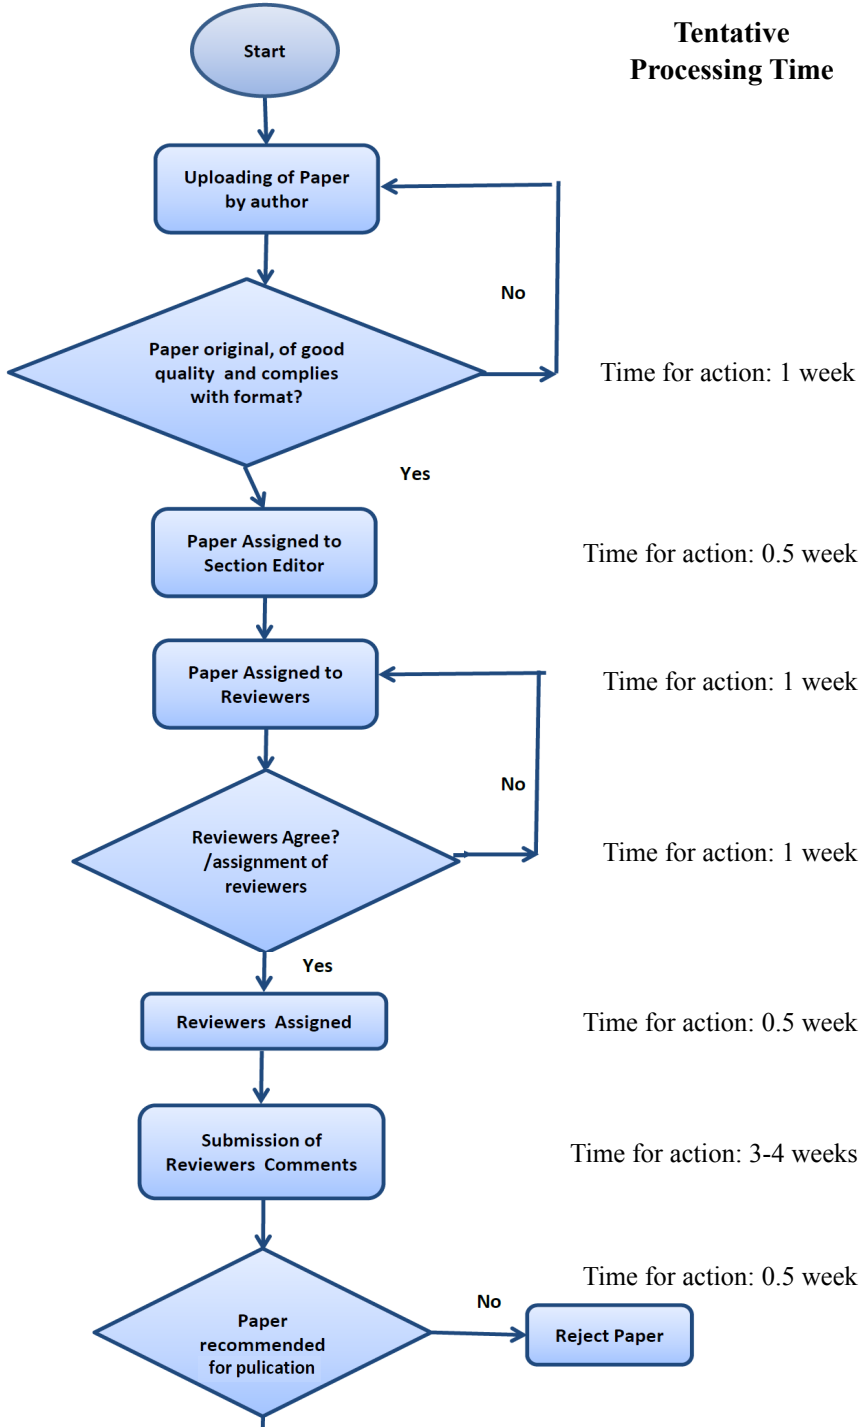 Tentative
Processing Time
Start
Uploading of Paper
by author
No
Paper original, of good
quality and complies
with format?
Time for action: 1 week
Yes
Paper Assigned to
Section Editor
Time for action: 0.5 week
Paper Assigned to
Reviewers
Time for action: 1 week
No
Reviewers Agree?
/assignment of
reviewers
Time for action: 1 week
Yes
Reviewers Assigned
Time for action: 0.5 week
Submission of
Reviewers Comments
Time for action: 3-4 weeks
Time for action: 0.5 week
No
Paper
recommended
for pulication
Reject Paper